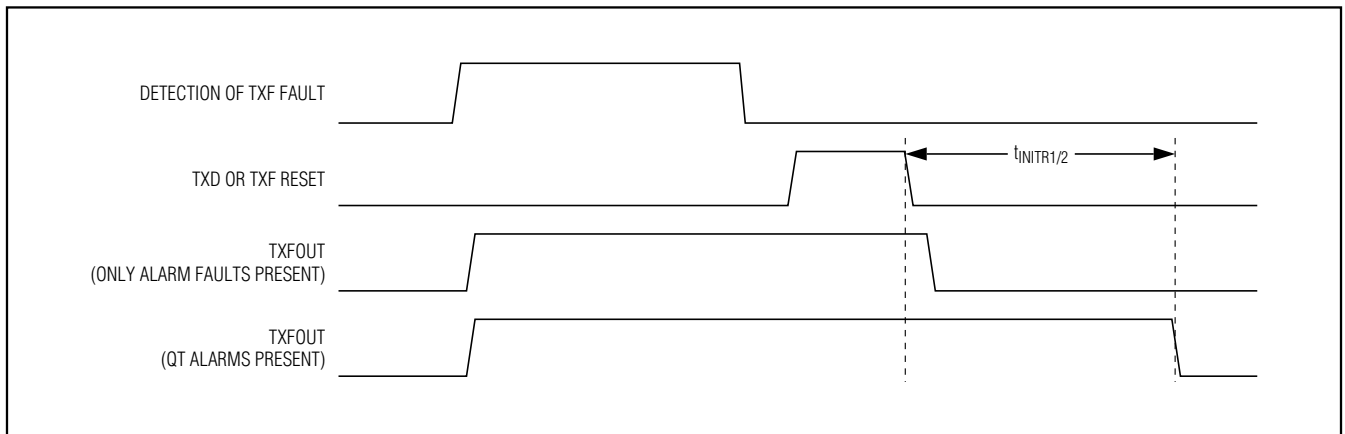 DETECTION OF TXF FAULT
tINITR1/2
TXD OR TXF RESET
TXFOUT
(ONLY ALARM FAULTS PRESENT)
TXFOUT
(QT ALARMS PRESENT)